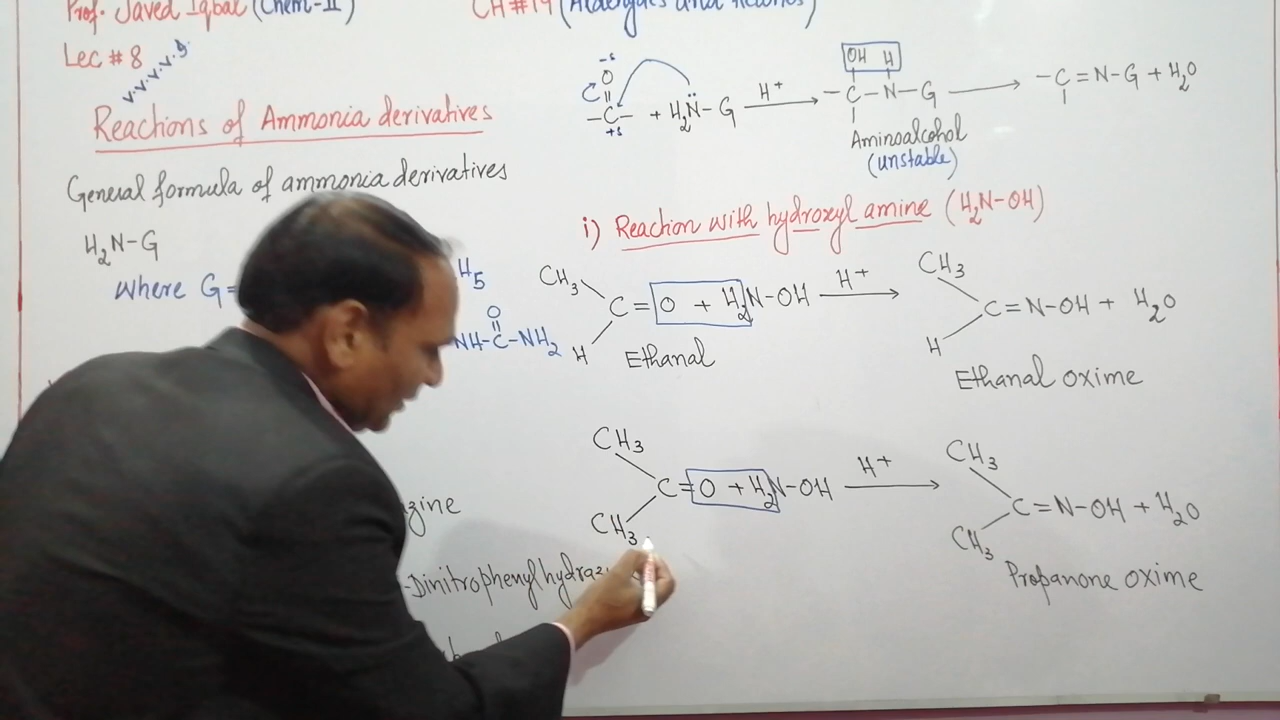 Prof. Javed Iqbal (Chem-II)
CH#19 (Aldehydes and Ketones)
Lec # 8
v.v.v.v.g.
Reactions of Ammonia derivatives
General formula of ammonia derivatives
H₂N-G
Where G=
H₅
NH-C-NH₂
O
zine
-Dinitrophenylhydraz
-δ
O
-C- + H₂N̈-G
+δ
H⁺
OH H
-C-N-G
Aminoalcohol
(unstable)
-C=N-G + H₂O
i) Reaction with hydroxyl amine (H₂N-OH)
CH₃
C=O + H₂N-OH
H
H⁺
Ethanal
CH₃
C=N-OH + H₂O
H
Ethanal oxime
CH₃
C=O + H₂N-OH
CH₃
H⁺
CH₃
C=N-OH + H₂O
CH₃
Propanone oxime